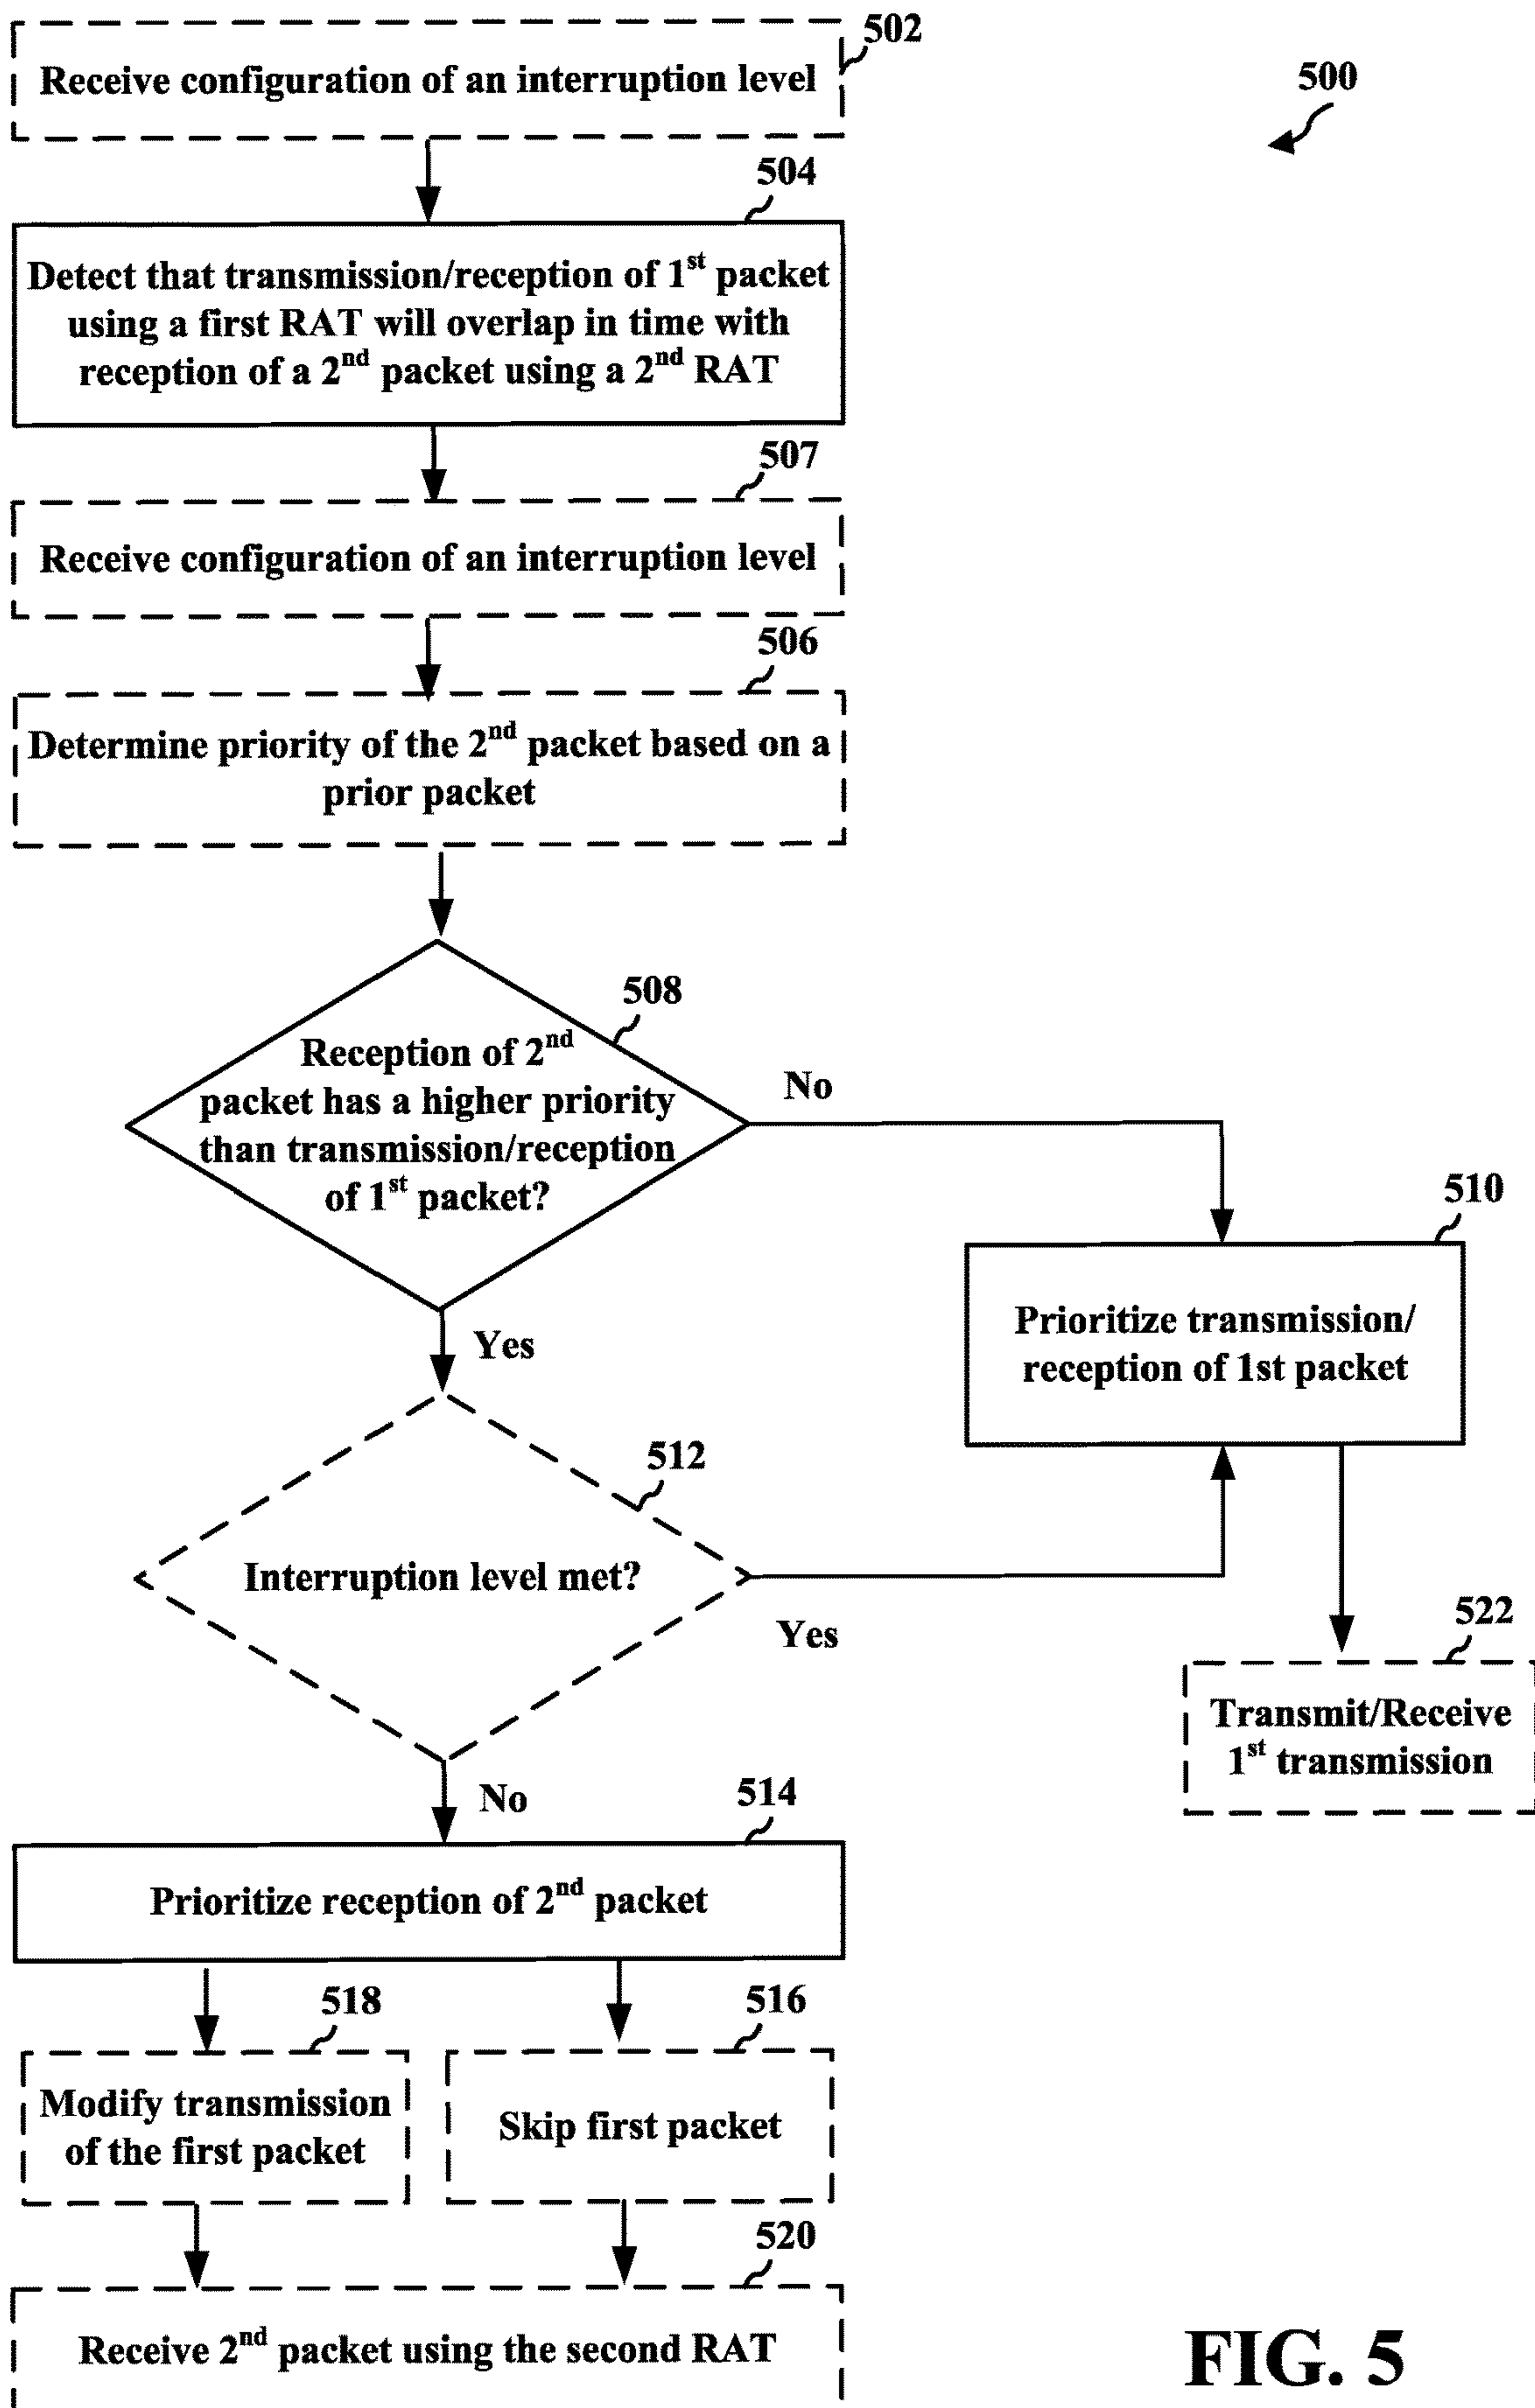 502
Receive configuration of an interruption level
500
504
Detect that transmission/reception of 1st packet
using a first RAT will overlap in time with
reception of a 2nd packet using a 2nd RAT
507
Receive configuration of an interruption level
506
Determine priority of the 2nd packet based on a
prior packet
508
Reception of 2nd
packet has a higher priority
than transmission/reception
of 1st packet?
No
510
Prioritize transmission/
reception of 1st packet
Yes
512
Interruption level met?
Yes
522
Transmit/Receive
1st transmission
No
514
Prioritize reception of 2nd packet
518
516
Modify transmission
of the first packet
Skip first packet
520
Receive 2nd packet using the second RAT
FIG. 5